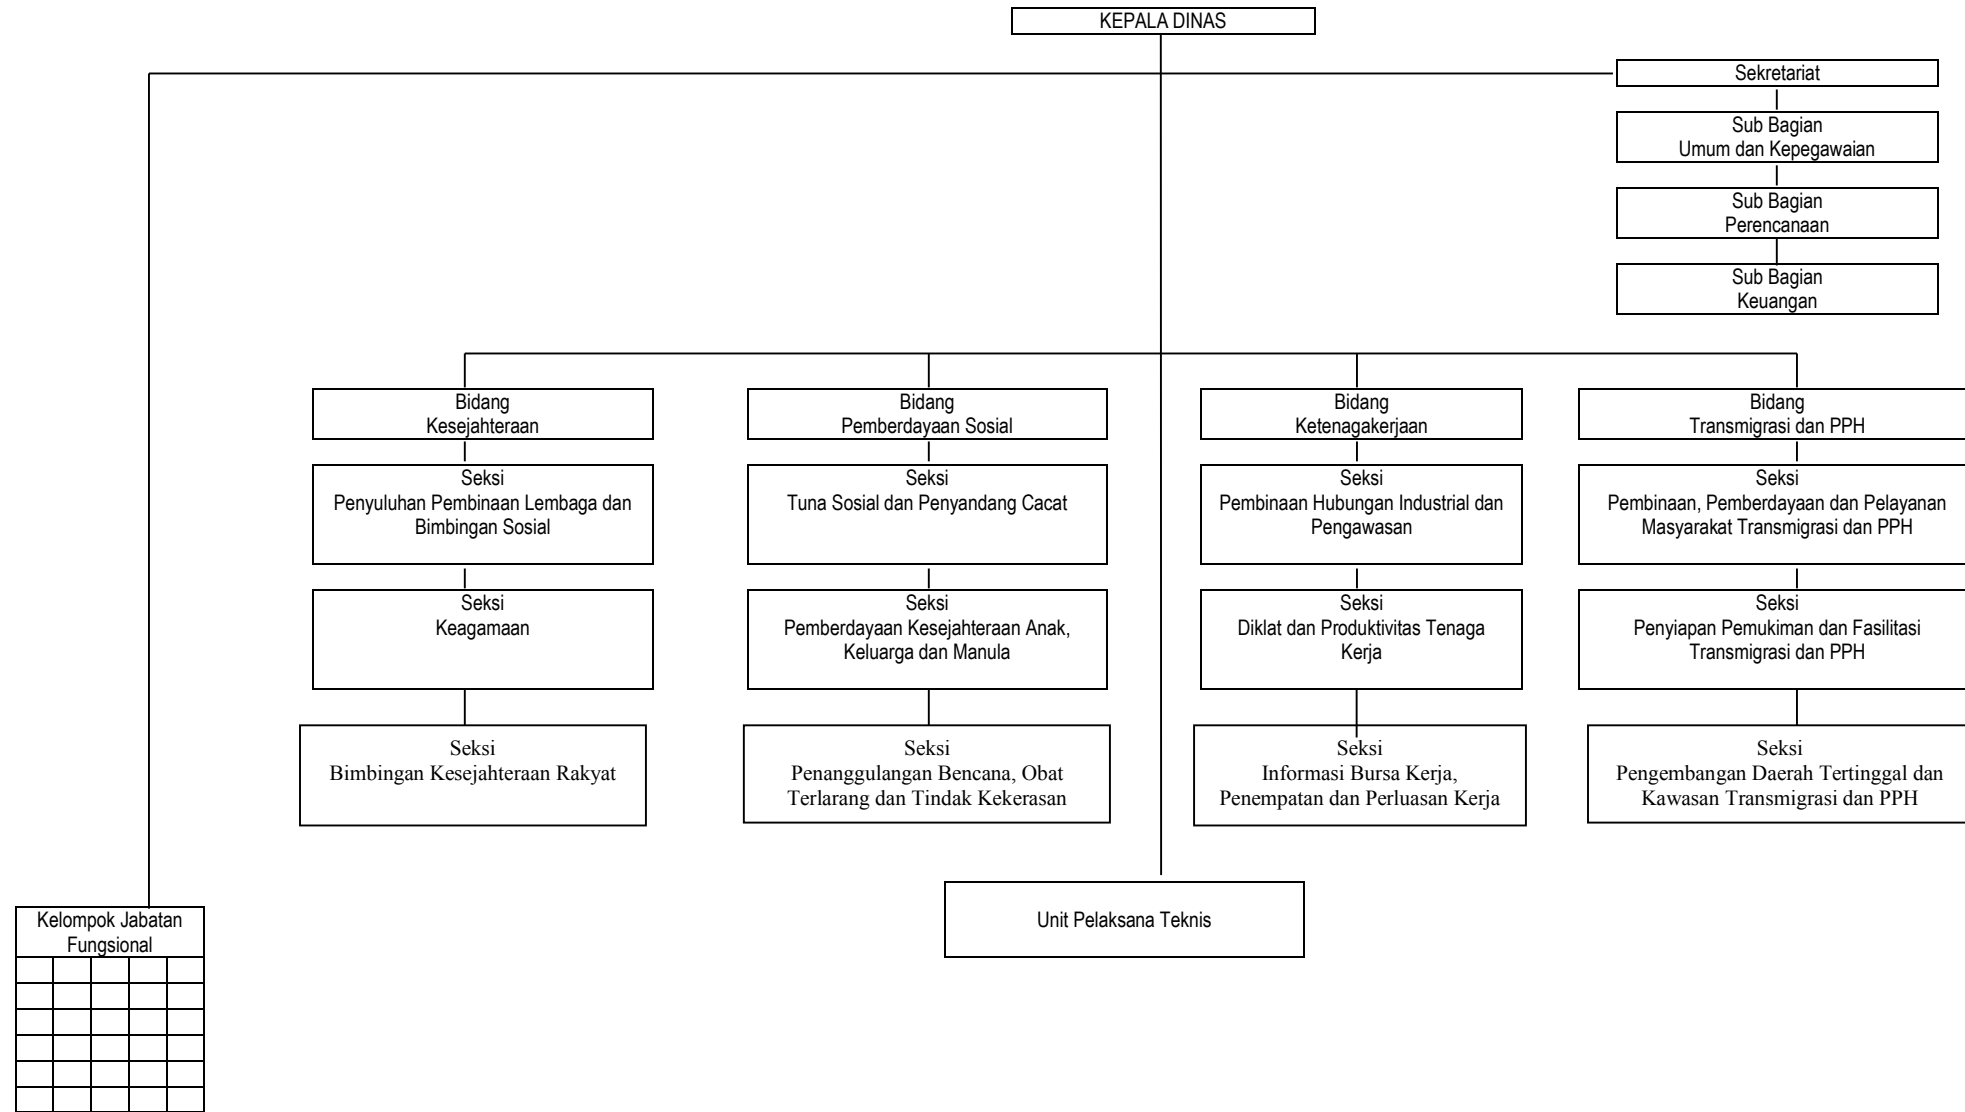 KEPALA DINAS
Sekretariat
Sub Bagian
Umum dan Kepegawaian
Sub Bagian
Perencanaan
Sub Bagian
Keuangan
Bidang
Kesejahteraan
Seksi
Penyuluhan Pembinaan Lembaga dan
Bimbingan Sosial
Seksi
Keagamaan
Seksi
Bimbingan Kesejahteraan Rakyat
Bidang
Pemberdayaan Sosial
Seksi
Tuna Sosial dan Penyandang Cacat
Seksi
Pemberdayaan Kesejahteraan Anak,
Keluarga dan Manula
Seksi
Penanggulangan Bencana, Obat
Terlarang dan Tindak Kekerasan
Bidang
Ketenagakerjaan
Seksi
Pembinaan Hubungan Industrial dan
Pengawasan
Seksi
Diklat dan Produktivitas Tenaga
Kerja
Seksi
Informasi Bursa Kerja,
Penempatan dan Perluasan Kerja
Bidang
Transmigrasi dan PPH
Seksi
Pembinaan, Pemberdayaan dan Pelayanan
Masyarakat Transmigrasi dan PPH
Seksi
Penyiapan Pemukiman dan Fasilitasi
Transmigrasi dan PPH
Seksi
Pengembangan Daerah Tertinggal dan
Kawasan Transmigrasi dan PPH
Unit Pelaksana Teknis
Kelompok Jabatan
Fungsional